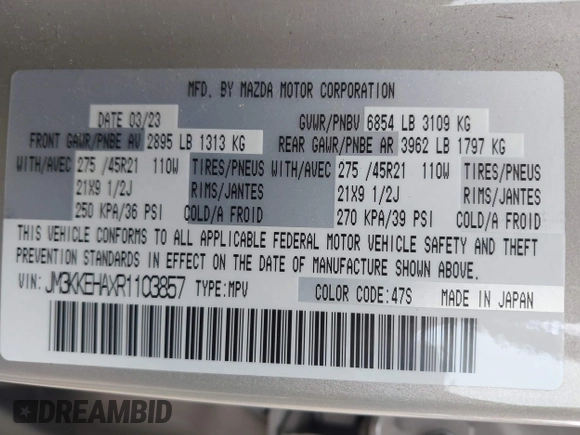 MFD. BY MAZDA MOTOR CORPORATION
DATE 03/23 GVWR/PNBV 6854 LB 3109 KG
FRONT GAWR/PNBE AV 2895 LB 1313 KG REAR GAWR/PNBE AR 3962 LB 1797 KG
WITH/AVEC 275 /45R21 110W TIRES/PNEUS WITH/AVEC 275 /45R21 110W TIRES/PNEUS
21X9 1/2J RIMS/JANTES 21X9 1/2J RIMS/JANTES
250 KPA/36 PSI COLD/A FROID 270 KPA/39 PSI COLD/A FROID
THIS VEHICLE CONFORMS TO ALL APPLICABLE FEDERAL MOTOR VEHICLE SAFETY AND THEFT
PREVENTION STANDARDS IN EFFECT ON THE DATE OF MANUFACTURE SHOWN ABOVE.
VIN: JM3KKEHAXR1103857 TYPE:MPV COLOR CODE:47S MADE IN JAPAN
DREAMBID